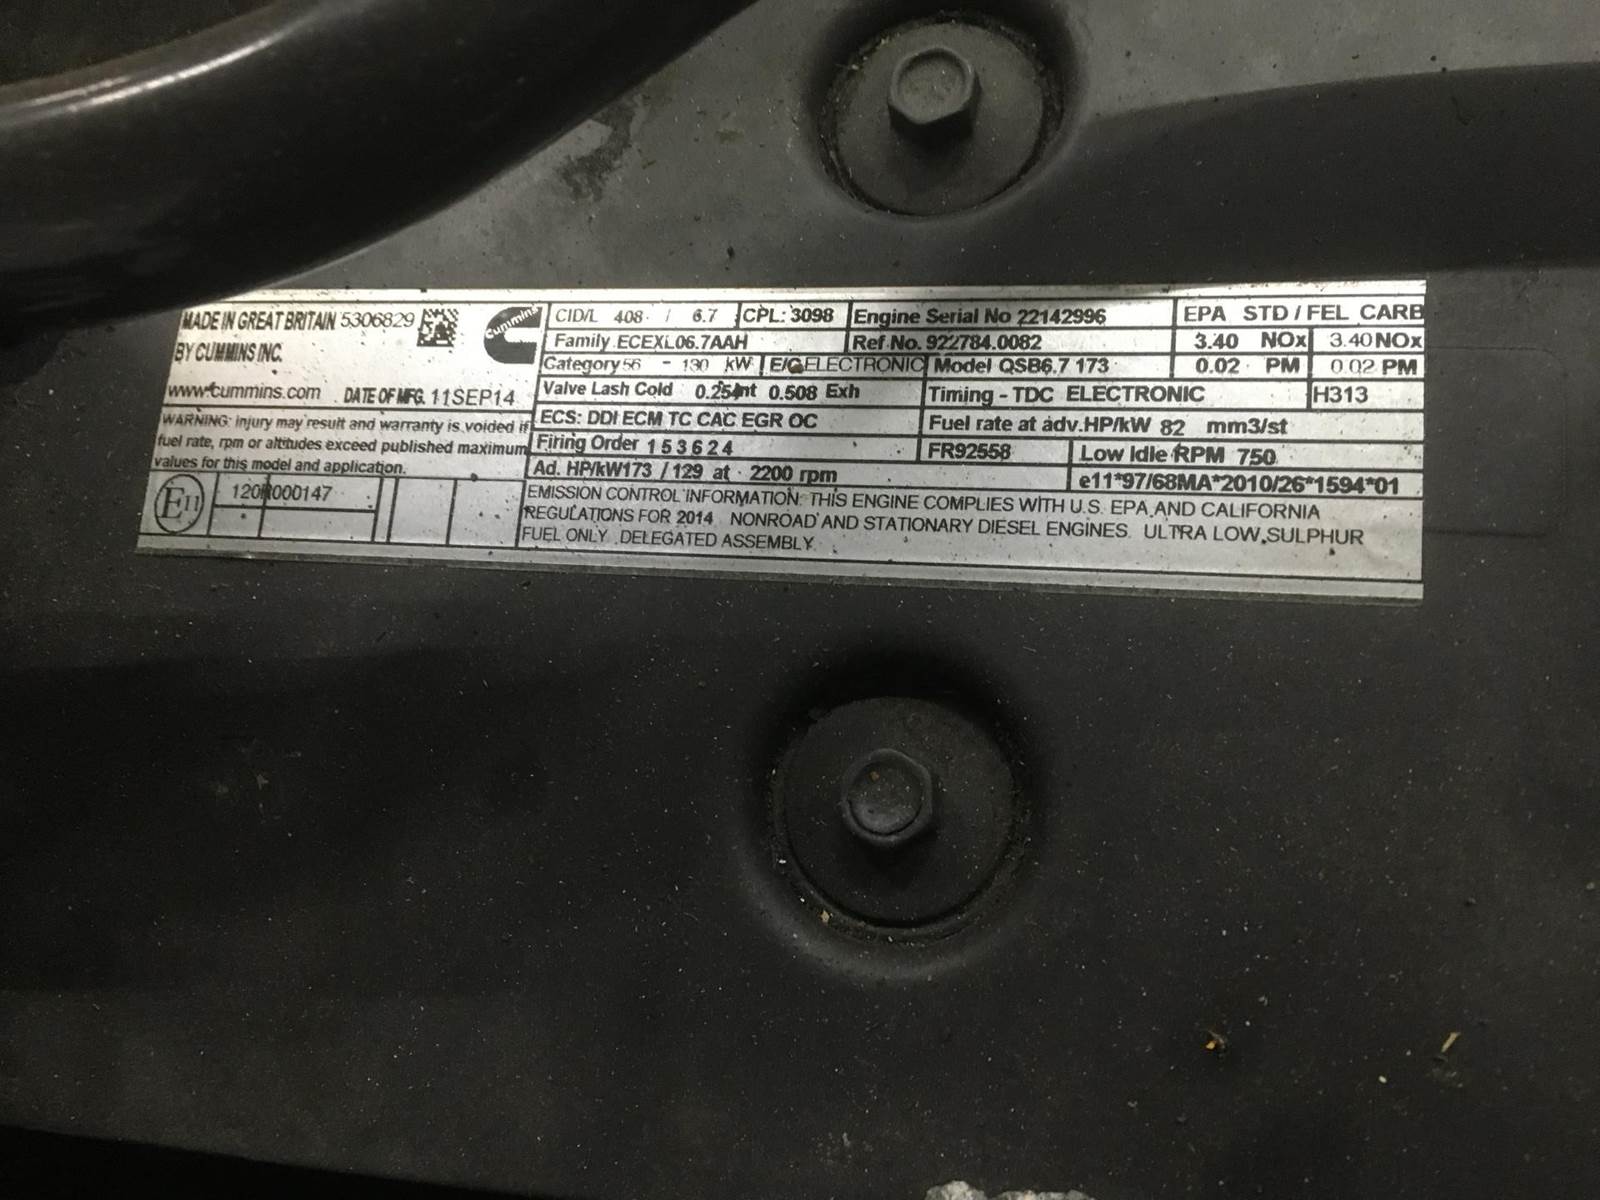 MADE IN GREAT BRITAIN 5306829
BY CUMMINS INC.
Cummins
www.cummins.com DATE OF MFG. 11SEP14
WARNING: Injury may result and warranty is voided if
fuel rate, rpm or altitudes exceed published maximum
values for this model and application.
E11 120R000147
CID/L 408 / 6.7 CPL: 3098 Engine Serial No 22142996
Family ECEXL06.7AAH Ref No. 922784.0082
Category 56 - 130 kW E/C ELECTRONIC Model QSB6.7 173
EPA STD / FEL CARB
3.40 NOx 3.40 NOx
0.02 PM 0.02 PM
Valve Lash Cold 0.254 Int 0.508 Exh Timing - TDC ELECTRONIC H313
ECS: DDI ECM TC CAC EGR OC Fuel rate at adv.HP/kW 82 mm3/st
Firing Order 1 5 3 6 2 4 FR92558 Low Idle RPM 750
Ad. HP/kW173 / 129 at 2200 rpm e11*97/68MA*2010/26*1594*01
EMISSION CONTROL INFORMATION: THIS ENGINE COMPLIES WITH U.S. EPA AND CALIFORNIA
REGULATIONS FOR 2014 NONROAD AND STATIONARY DIESEL ENGINES. ULTRA LOW SULPHUR
FUEL ONLY DELEGATED ASSEMBLY